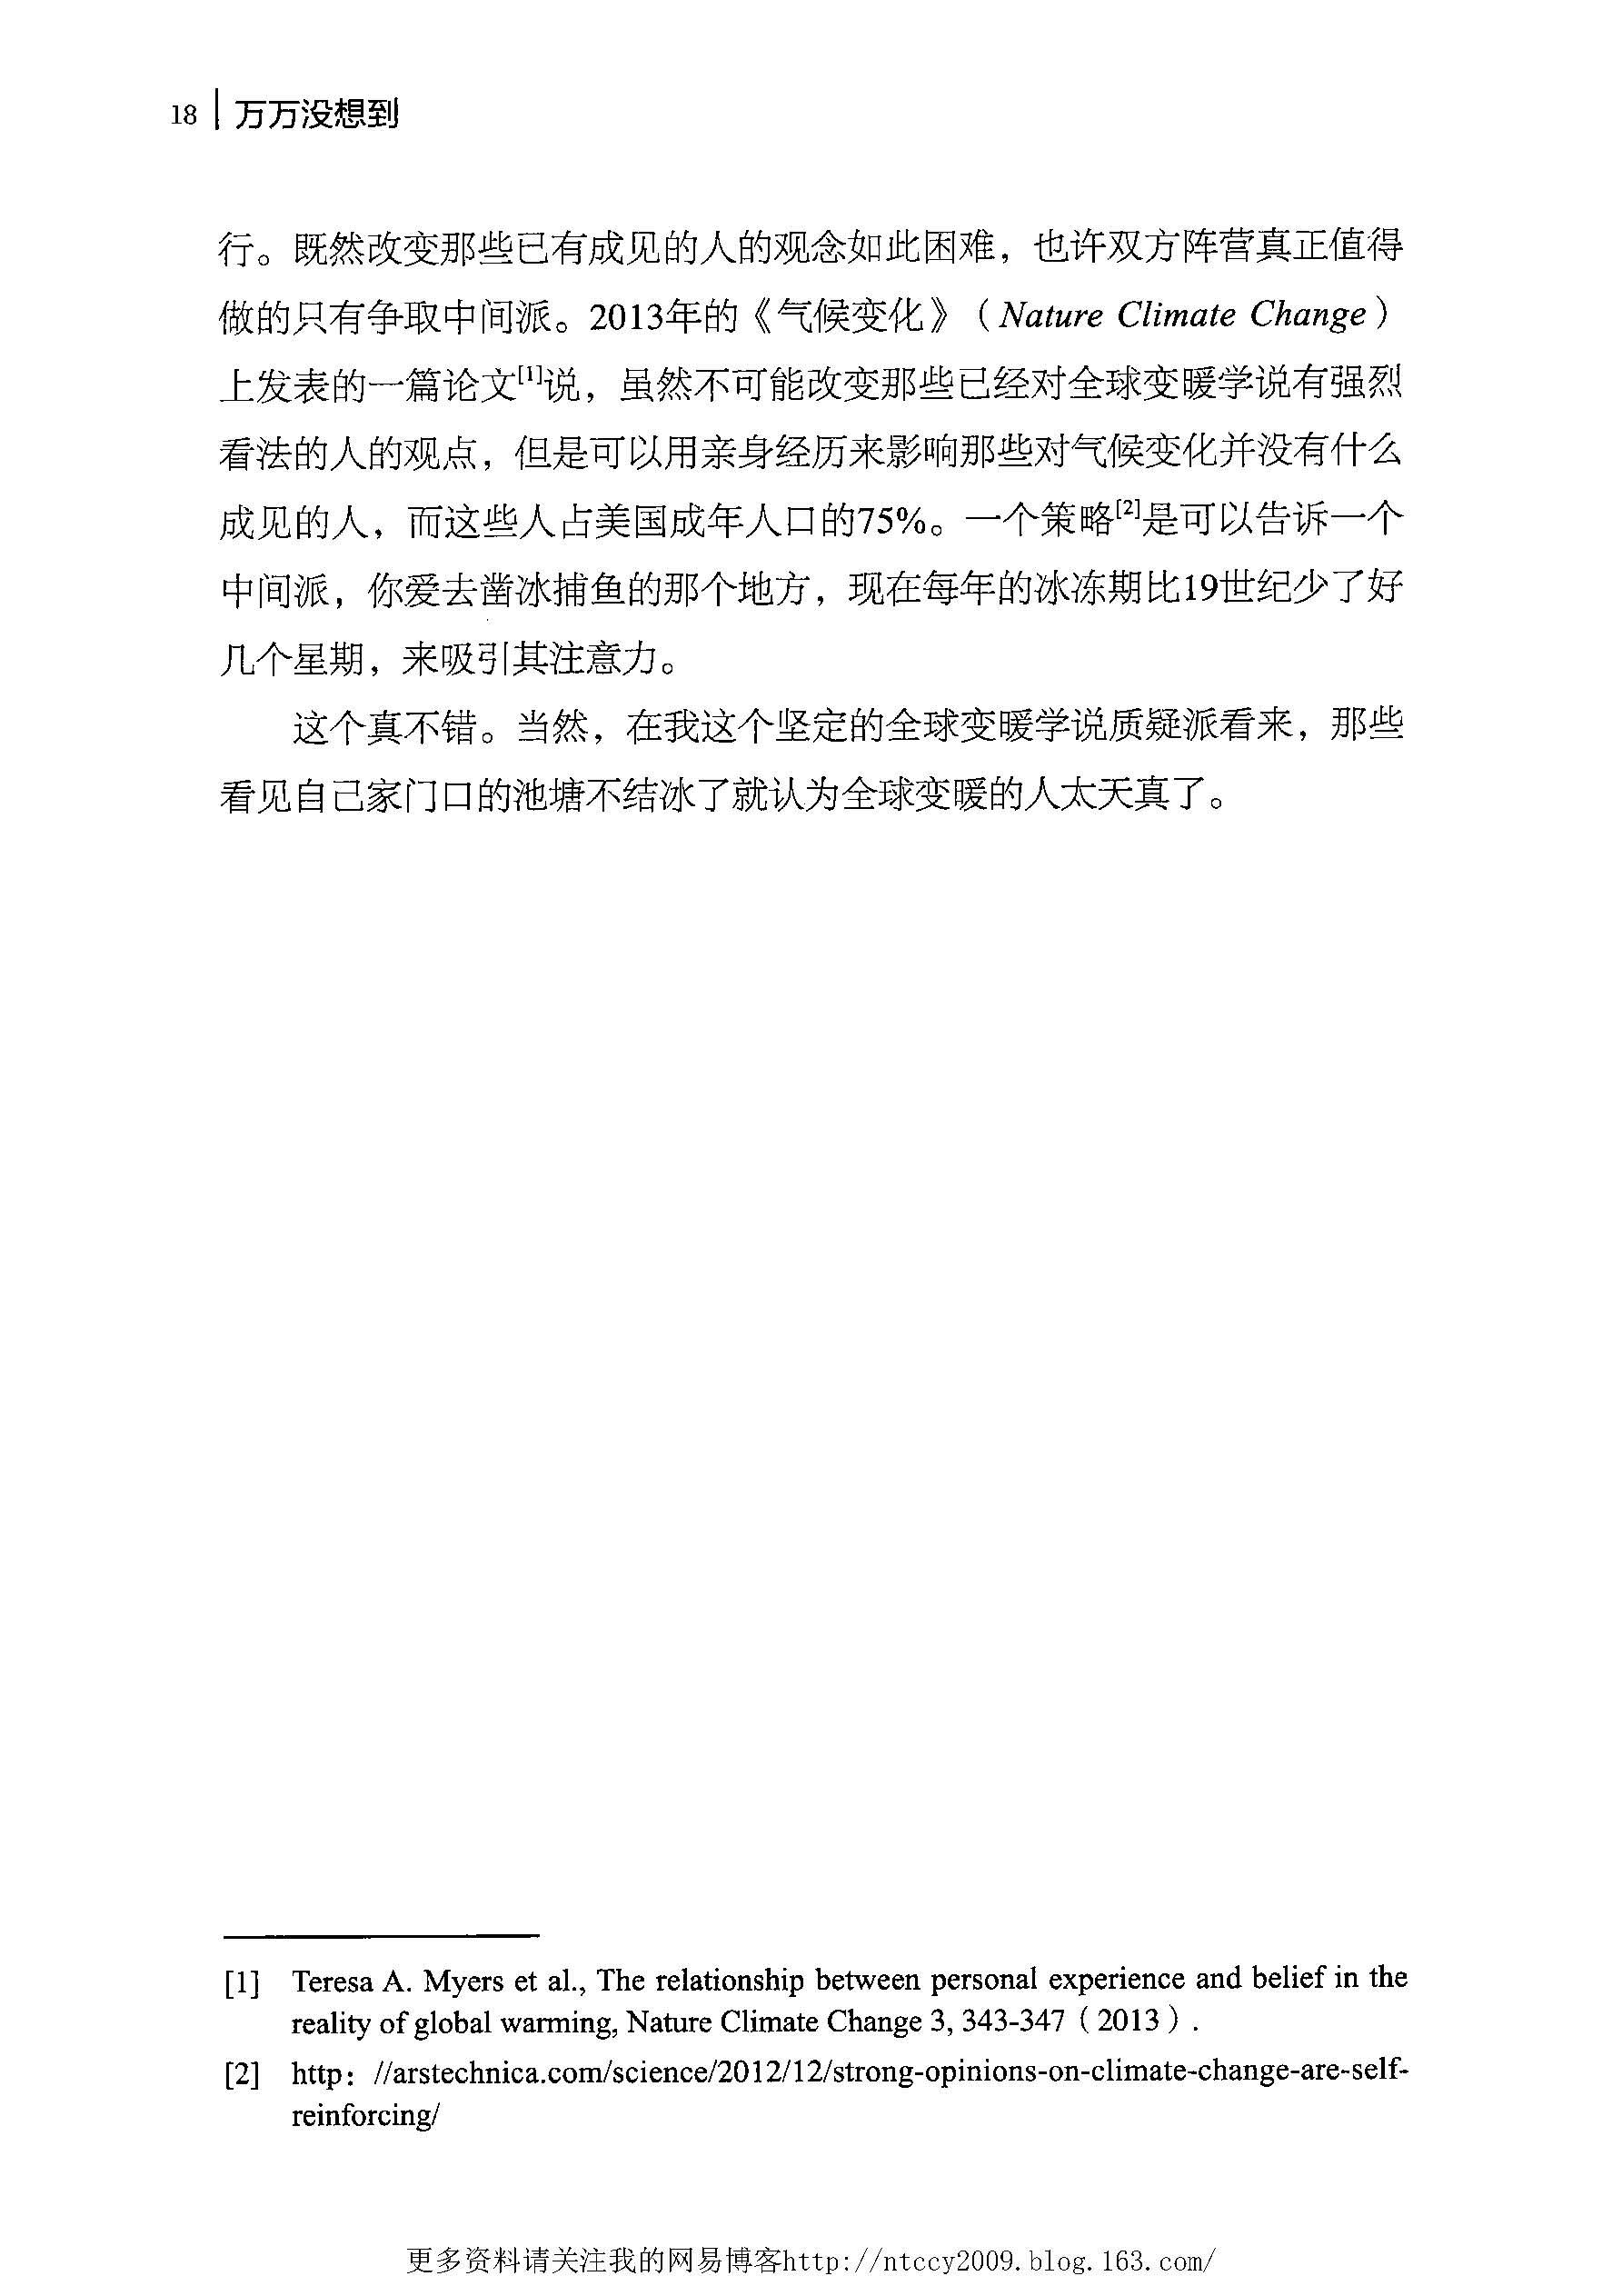 18 | 万万没想到
行。既然改变那些已有成见的人的观念如此困难，也许双方阵营真正值得
做的只有争取中间派。2013年的《气候变化》（Nature Climate Change）
上发表的一篇论文[1]说，虽然不可能改变那些已经对全球变暖学说有强烈
看法的人的观点，但是可以用亲身经历来影响那些对气候变化并没有什么
成见的人，而这些人占美国成年人口的75%。一个策略[2]是可以告诉一个
中间派，你爱去凿冰捕鱼的那个地方，现在每年的冰冻期比19世纪少了好
几个星期，来吸引其注意力。
这个真不错。当然，在我这个坚定的全球变暖学说质疑派看来，那些
看见自己家门口的池塘不结冰了就认为全球变暖的人太天真了。
[1] Teresa A. Myers et al., The relationship between personal experience and belief in the
reality of global warming, Nature Climate Change 3, 343-347（2013）.
[2] http：//arstechnica.com/science/2012/12/strong-opinions-on-climate-change-are-self-
reinforcing/
更多资料请关注我的网易博客http://ntccy2009.blog.163.com/